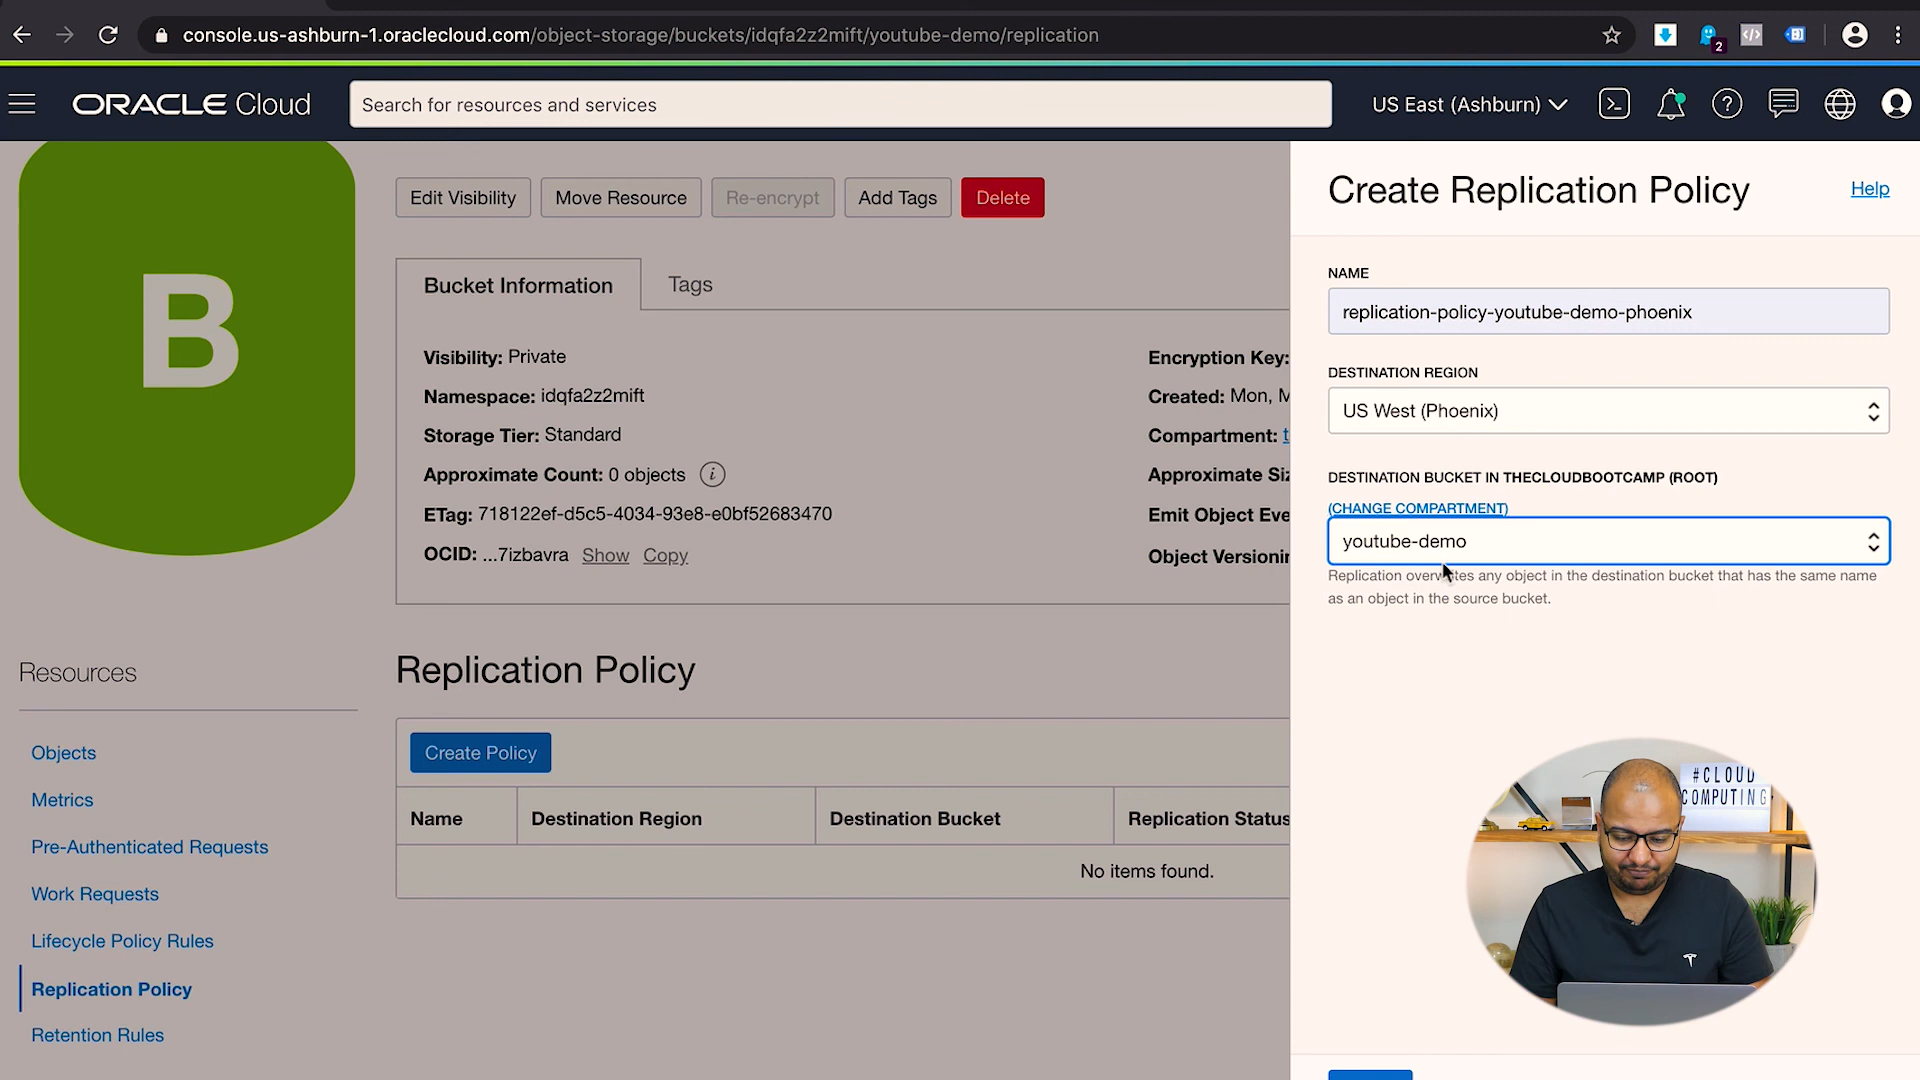 console.us-ashburn-1.oraclecloud.com/object-storage/buckets/idqfa2z2mift/youtube-demo/replication
2
ORACLE Cloud
Search for resources and services
US East (Ashburn)
B
Edit Visibility
Move Resource
Re-encrypt
Add Tags
Delete
Bucket Information
Tags
Visibility: Private
Namespace: idqfa2z2mift
Storage Tier: Standard
Approximate Count: 0 objects
ETag: 718122ef-d5c5-4034-93e8-e0bf52683470
OCID: ...7izbavra Show Copy
Encryption Key:
Created: Mon, M
Compartment: t
Approximate Siz
Emit Object Eve
Object Versionin
Resources
Objects
Metrics
Pre-Authenticated Requests
Work Requests
Lifecycle Policy Rules
Replication Policy
Retention Rules
Replication Policy
Create Policy
Name
Destination Region
Destination Bucket
Replication Status
No items found.
Create Replication Policy
Help
NAME
replication-policy-youtube-demo-phoenix
DESTINATION REGION
US West (Phoenix)
DESTINATION BUCKET IN THECLOUDBOOTCAMP (ROOT)
(CHANGE COMPARTMENT)
youtube-demo
Replication overwrites any object in the destination bucket that has the same name
as an object in the source bucket.
#CLOUD
COMPUTING